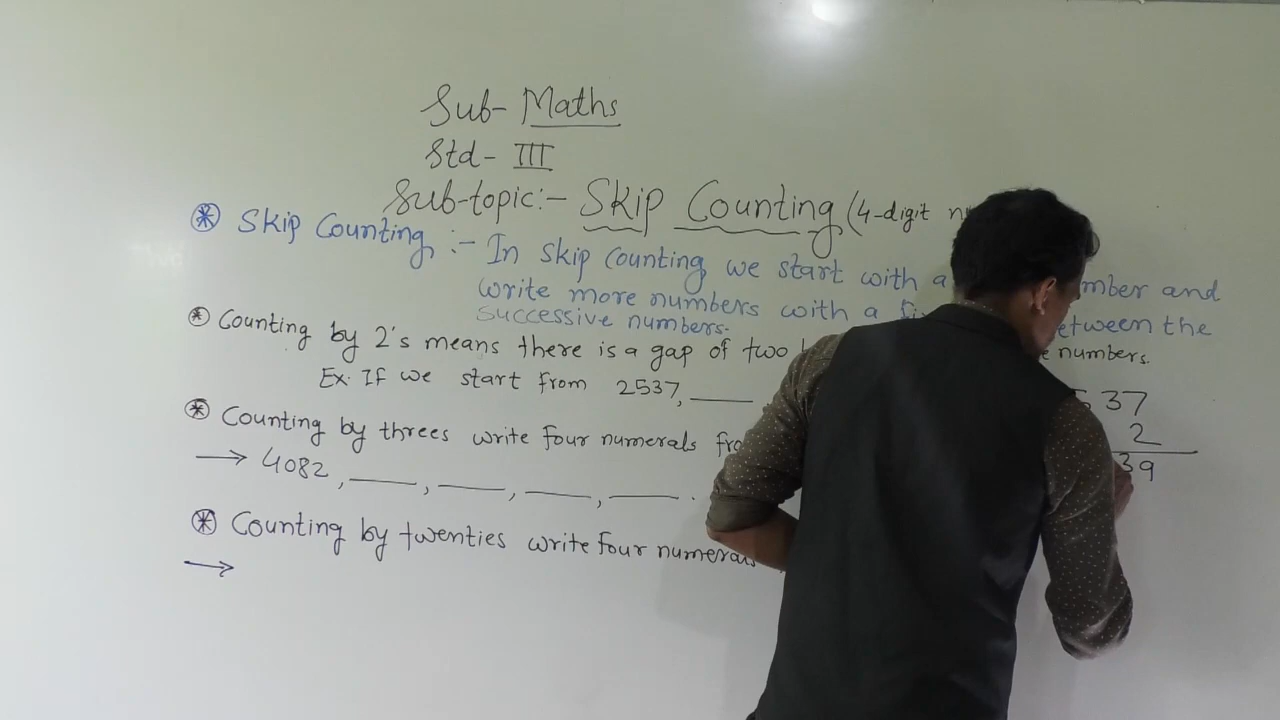 Sub- Maths
Std- III
Sub-topic:- Skip Counting (4-digit
* Skip Counting :- In skip counting we start with a and
write more numbers with a the
successive numbers.
* Counting by 2's means there is a gap of two numbers.
Ex. If we start from 2537, ____
* Counting by threes write four numerals
→ 4082, ____, ____, ____, ____.
* Counting by twenties write four numerals
→
537
2
39